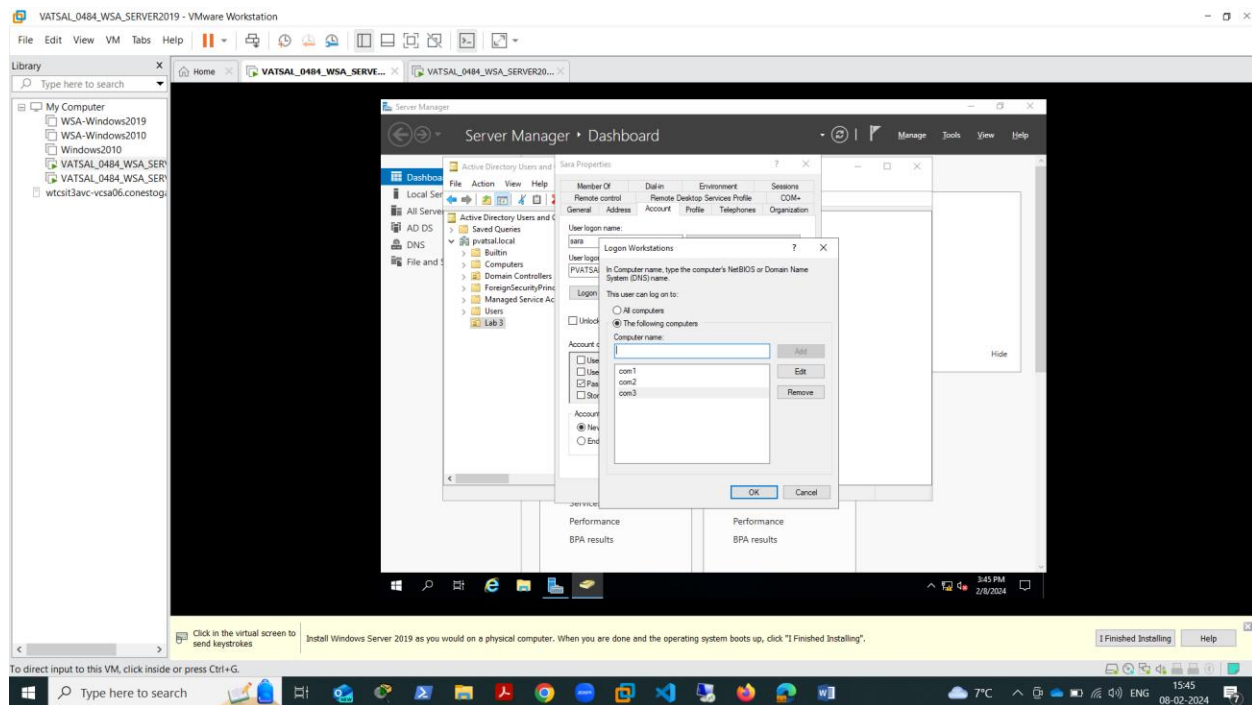 VATSAL_0484_WSA_SERVER2019 - VMware Workstation
File Edit View VM Tabs Help
Library
Type here to search
My Computer
WSA-Windows2019
WSA-Windows2010
Windows2010
VATSAL_0484_WSA_SER
VATSAL_0484_WSA_SER
wtcsit3avc-vcsa06.conestoga
Home
VATSAL_0484_WSA_SERVE...
VATSAL_0484_WSA_SERVER20...
Server Manager
Server Manager • Dashboard
Manage Tools View Help
Dashboa
Local Ser
All Server
AD DS
DNS
File and S
Active Directory Users and
File Action View Help
Active Directory Users and C
Saved Queries
pvatsal.local
Builtin
Computers
Domain Controllers
ForeignSecurityPrinc
Managed Service Ac
Users
Lab 3
Sara Properties
Member Of Dial-in Environment Sessions
Remote control Remote Desktop Services Profile COM+
General Address Account Profile Telephones Organization
User logon name:
sara
User logo
PVATSA
Logon
Unlock
Account o
Use
Use
Pas
Stor
Account
Nev
End
Logon Workstations
In Computer name, type the computer's NetBIOS or Domain Name
System (DNS) name.
This user can log on to:
All computers
The following computers
Computer name:
Add
com1
com2
com3
Edit
Remove
OK Cancel
Hide
Services
Performance
BPA results
Performance
BPA results
3:45 PM
2/8/2024
Click in the virtual screen to
send keystrokes
Install Windows Server 2019 as you would on a physical computer. When you are done and the operating system boots up, click "I Finished Installing".
I Finished Installing
Help
To direct input to this VM, click inside or press Ctrl+G.
Type here to search
7°C
ENG
15:45
08-02-2024